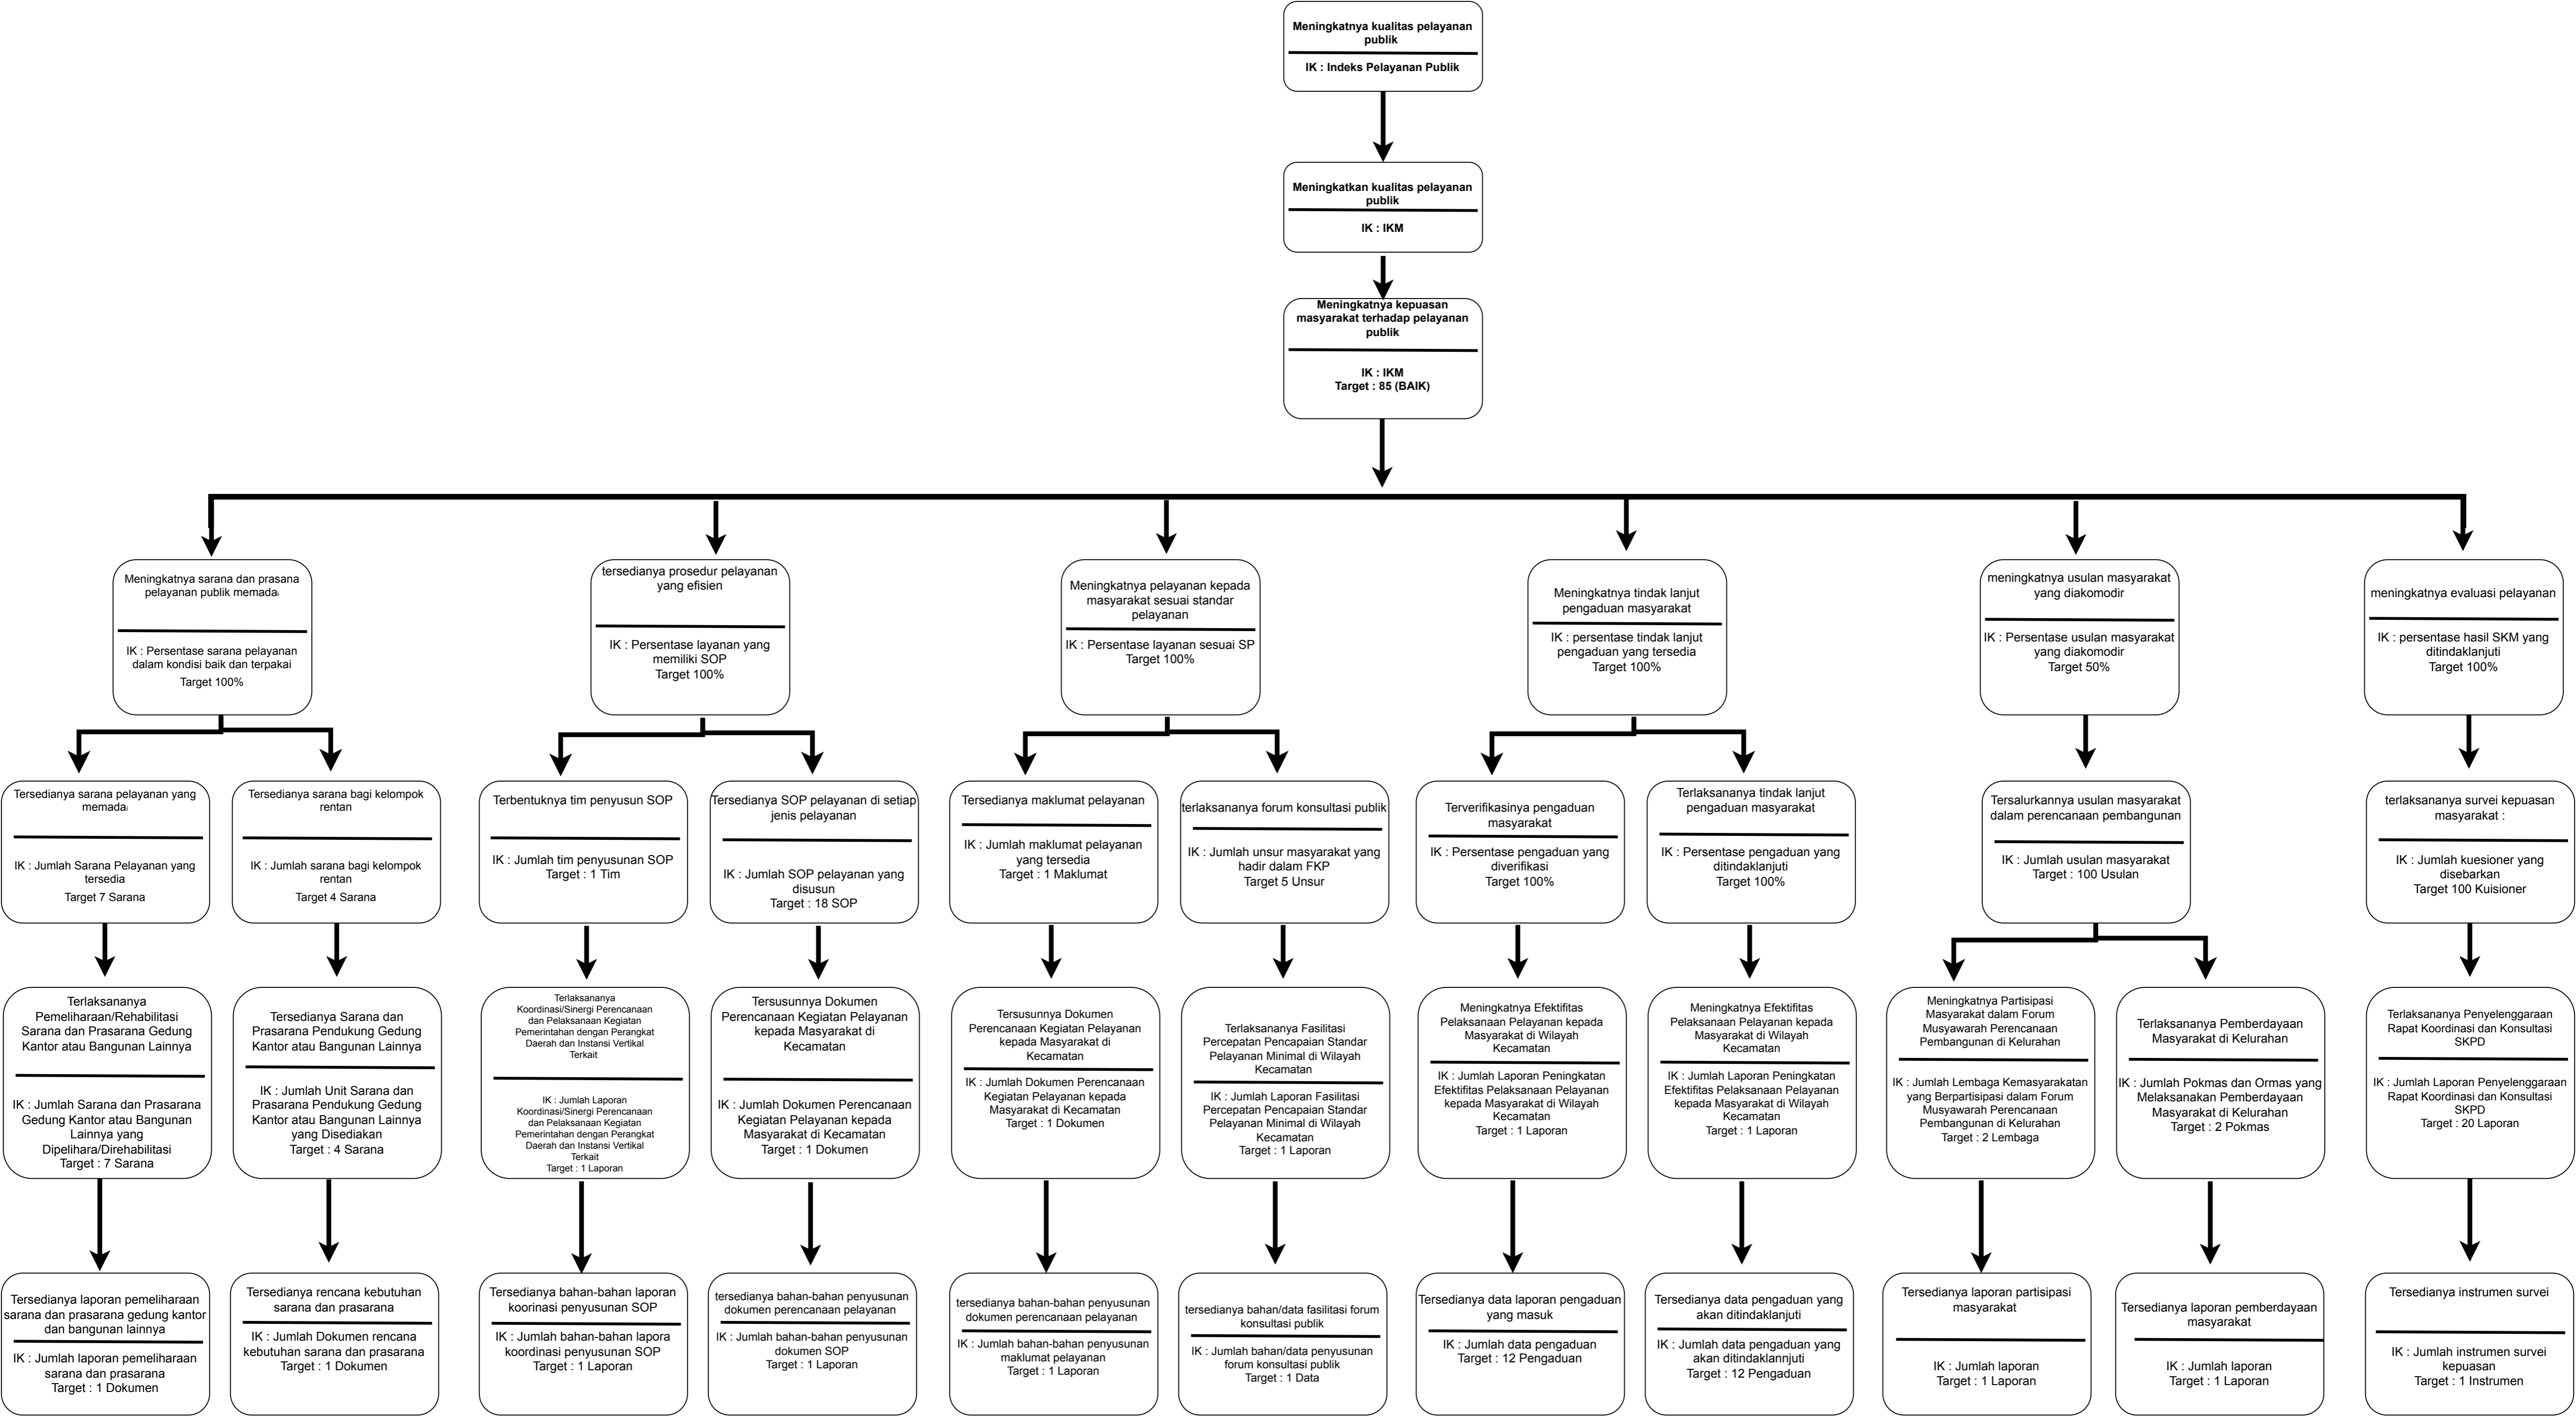 Meningkatnya kualitas pelayanan
publik
IK : Indeks Pelayanan Publik
Meningkatkan kualitas pelayanan
publik
IK : IKM
Meningkatnya kepuasan
masyarakat terhadap pelayanan
publik
IK : IKM
Target : 85 (BAIK)
Meningkatnya sarana dan prasana
pelayanan publik memadai
IK : Persentase sarana pelayanan
dalam kondisi baik dan terpakai
Target 100%
tersedianya prosedur pelayanan
yang efisien
IK : Persentase layanan yang
memiliki SOP
Target 100%
Meningkatnya pelayanan kepada
masyarakat sesuai standar
pelayanan
IK : Persentase layanan sesuai SP
Target 100%
Meningkatnya tindak lanjut
pengaduan masyarakat
IK : persentase tindak lanjut
pengaduan yang tersedia
Target 100%
meningkatnya usulan masyarakat
yang diakomodir
IK : Persentase usulan masyarakat
yang diakomodir
Target 50%
meningkatnya evaluasi pelayanan
IK : persentase hasil SKM yang
ditindaklanjuti
Target 100%
Tersedianya sarana pelayanan yang
memadai
IK : Jumlah Sarana Pelayanan yang
tersedia
Target 7 Sarana
Tersedianya sarana bagi kelompok
rentan
IK : Jumlah sarana bagi kelompok
rentan
Target 4 Sarana
Terbentuknya tim penyusun SOP
IK : Jumlah tim penyusunan SOP
Target : 1 Tim
Tersedianya SOP pelayanan di setiap
jenis pelayanan
IK : Jumlah SOP pelayanan yang
disusun
Target : 18 SOP
Tersedianya maklumat pelayanan
IK : Jumlah maklumat pelayanan
yang tersedia
Target : 1 Maklumat
terlaksananya forum konsultasi publik
IK : Jumlah unsur masyarakat yang
hadir dalam FKP
Target 5 Unsur
Terverifikasinya pengaduan
masyarakat
IK : Persentase pengaduan yang
diverifikasi
Target 100%
Terlaksananya tindak lanjut
pengaduan masyarakat
IK : Persentase pengaduan yang
ditindaklanjuti
Target 100%
Tersalurkannya usulan masyarakat
dalam perencanaan pembangunan
IK : Jumlah usulan masyarakat
Target : 100 Usulan
terlaksananya survei kepuasan
masyarakat :
IK : Jumlah kuesioner yang
disebarkan
Target 100 Kuisioner
Terlaksananya
Pemeliharaan/Rehabilitasi
Sarana dan Prasarana Gedung
Kantor atau Bangunan Lainnya
IK : Jumlah Sarana dan Prasarana
Gedung Kantor atau Bangunan
Lainnya yang
Dipelihara/Direhabilitasi
Target : 7 Sarana
Tersedianya Sarana dan
Prasarana Pendukung Gedung
Kantor atau Bangunan Lainnya
IK : Jumlah Unit Sarana dan
Prasarana Pendukung Gedung
Kantor atau Bangunan Lainnya
yang Disediakan
Target : 4 Sarana
Terlaksananya
Koordinasi/Sinergi Perencanaan
dan Pelaksanaan Kegiatan
Pemerintahan dengan Perangkat
Daerah dan Instansi Vertikal
Terkait
IK : Jumlah Laporan
Koordinasi/Sinergi Perencanaan
dan Pelaksanaan Kegiatan
Pemerintahan dengan Perangkat
Daerah dan Instansi Vertikal
Terkait
Target : 1 Laporan
Tersusunnya Dokumen
Perencanaan Kegiatan Pelayanan
kepada Masyarakat di
Kecamatan
IK : Jumlah Dokumen Perencanaan
Kegiatan Pelayanan kepada
Masyarakat di Kecamatan
Target : 1 Dokumen
Tersusunnya Dokumen
Perencanaan Kegiatan Pelayanan
kepada Masyarakat di
Kecamatan
IK : Jumlah Dokumen Perencanaan
Kegiatan Pelayanan kepada
Masyarakat di Kecamatan
Target : 1 Dokumen
Terlaksananya Fasilitasi
Percepatan Pencapaian Standar
Pelayanan Minimal di Wilayah
Kecamatan
IK : Jumlah Laporan Fasilitasi
Percepatan Pencapaian Standar
Pelayanan Minimal di Wilayah
Kecamatan
Target : 1 Laporan
Meningkatnya Efektifitas
Pelaksanaan Pelayanan kepada
Masyarakat di Wilayah
Kecamatan
IK : Jumlah Laporan Peningkatan
Efektifitas Pelaksanaan Pelayanan
kepada Masyarakat di Wilayah
Kecamatan
Target : 1 Laporan
Meningkatnya Efektifitas
Pelaksanaan Pelayanan kepada
Masyarakat di Wilayah
Kecamatan
IK : Jumlah Laporan Peningkatan
Efektifitas Pelaksanaan Pelayanan
kepada Masyarakat di Wilayah
Kecamatan
Target : 1 Laporan
Meningkatnya Partisipasi
Masyarakat dalam Forum
Musyawarah Perencanaan
Pembangunan di Kelurahan
IK : Jumlah Lembaga Kemasyarakatan
yang Berpartisipasi dalam Forum
Musyawarah Perencanaan
Pembangunan di Kelurahan
Target : 2 Lembaga
Terlaksananya Pemberdayaan
Masyarakat di Kelurahan
IK : Jumlah Pokmas dan Ormas yang
Melaksanakan Pemberdayaan
Masyarakat di Kelurahan
Target : 2 Pokmas
Terlaksananya Penyelenggaraan
Rapat Koordinasi dan Konsultasi
SKPD
IK : Jumlah Laporan Penyelenggaraan
Rapat Koordinasi dan Konsultasi
SKPD
Target : 20 Laporan
Tersedianya laporan pemeliharaan
sarana dan prasarana gedung kantor
dan bangunan lainnya
IK : Jumlah laporan pemeliharaan
sarana dan prasarana
Target : 1 Dokumen
Tersedianya rencana kebutuhan
sarana dan prasarana
IK : Jumlah Dokumen rencana
kebutuhan sarana dan prasarana
Target : 1 Dokumen
Tersedianya bahan-bahan laporan
koorinasi penyusunan SOP
IK : Jumlah bahan-bahan lapora
koordinasi penyusunan SOP
Target : 1 Laporan
tersedianya bahan-bahan penyusunan
dokumen perencanaan pelayanan
IK : Jumlah bahan-bahan penyusunan
dokumen SOP
Target : 1 Laporan
tersedianya bahan-bahan penyusunan
dokumen perencanaan pelayanan
IK : Jumlah bahan-bahan penyusunan
maklumat pelayanan
Target : 1 Laporan
tersedianya bahan/data fasilitasi forum
konsultasi publik
IK : Jumlah bahan/data penyusunan
forum konsultasi publik
Target : 1 Data
Tersedianya data laporan pengaduan
yang masuk
IK : Jumlah data pengaduan
Target : 12 Pengaduan
Tersedianya data pengaduan yang
akan ditindaklanjuti
IK : Jumlah data pengaduan yang
akan ditindaklannjuti
Target : 12 Pengaduan
Tersedianya laporan partisipasi
masyarakat
IK : Jumlah laporan
Target : 1 Laporan
Tersedianya laporan pemberdayaan
masyarakat
IK : Jumlah laporan
Target : 1 Laporan
Tersedianya instrumen survei
IK : Jumlah instrumen survei
kepuasan
Target : 1 Instrumen